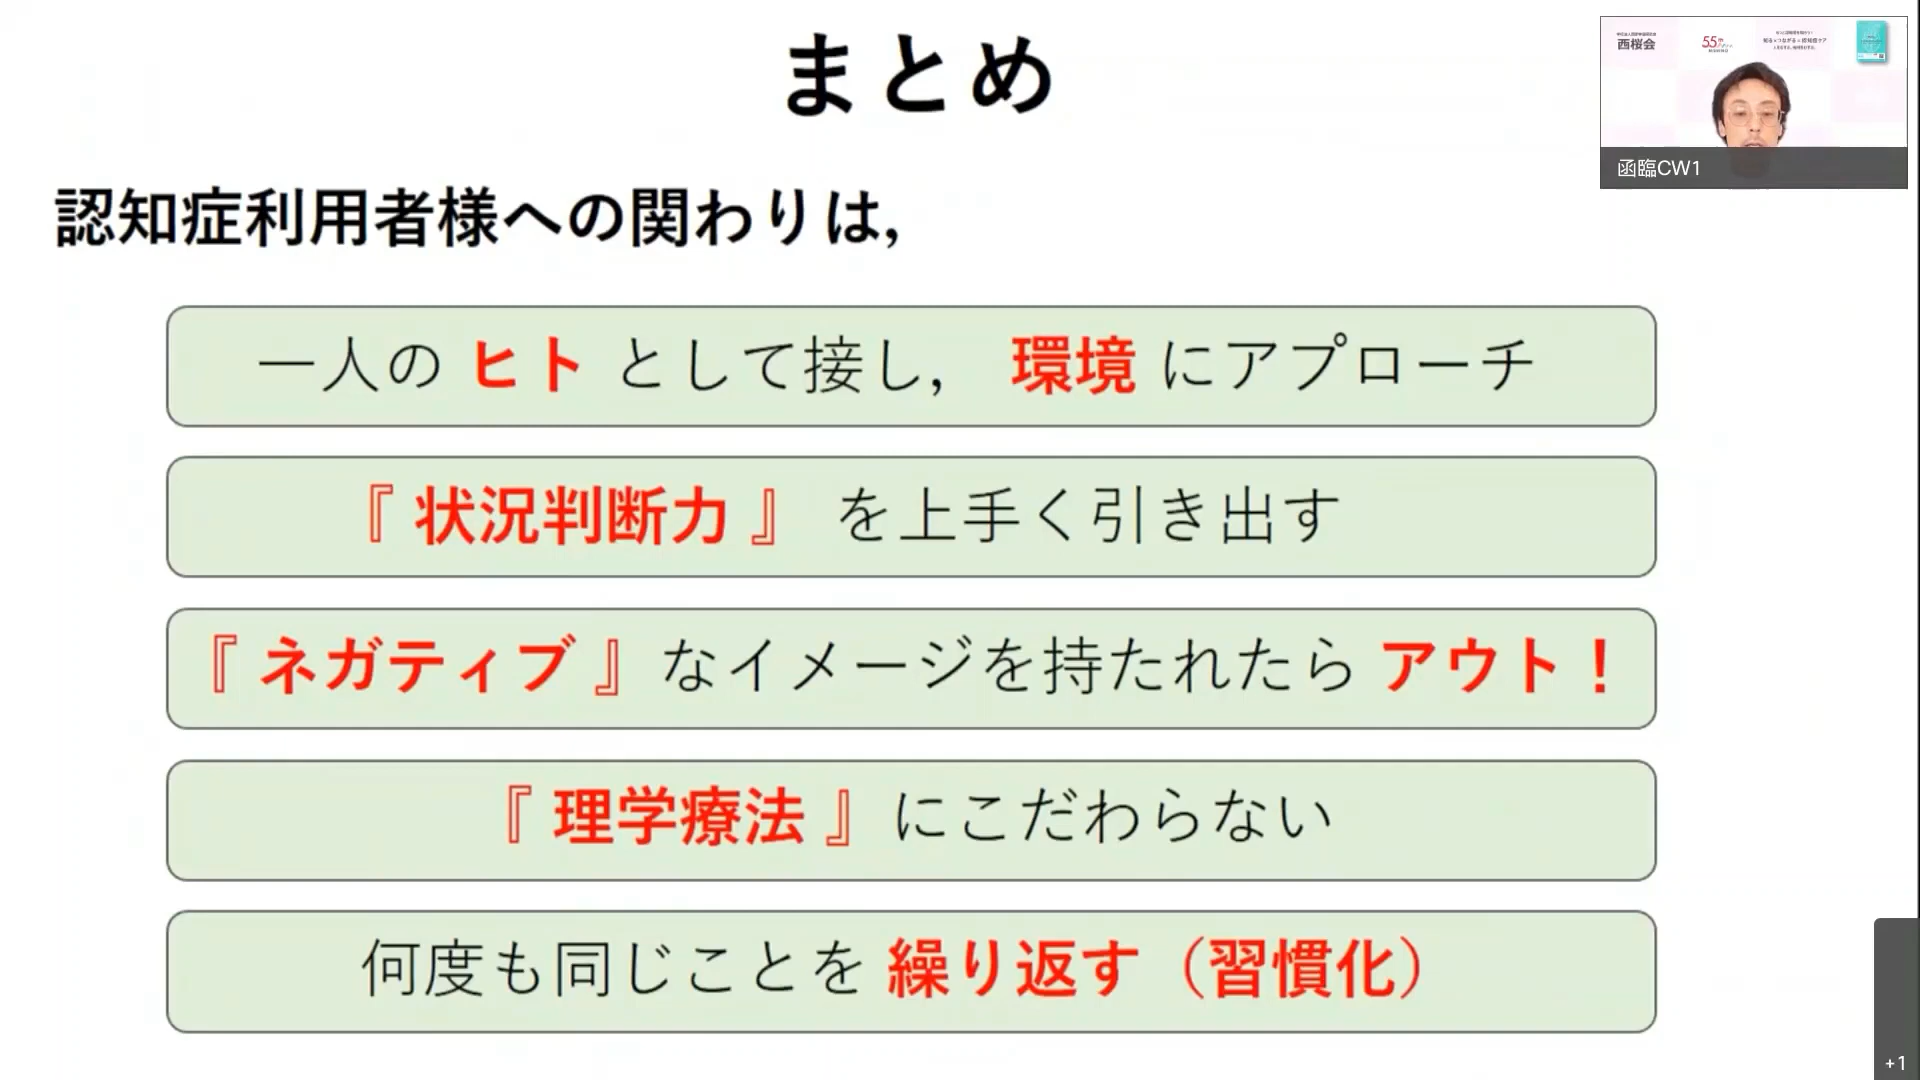 まとめ
認知症利用者様への関わりは,
一人の ヒト として接し, 環境 にアプローチ
『 状況判断力 』 を上手く引き出す
『 ネガティブ 』 なイメージを持たれたら アウト！
『 理学療法 』 にこだわらない
何度も同じことを 繰り返す（習慣化）
西桜会
55th
函臨CW1
+1